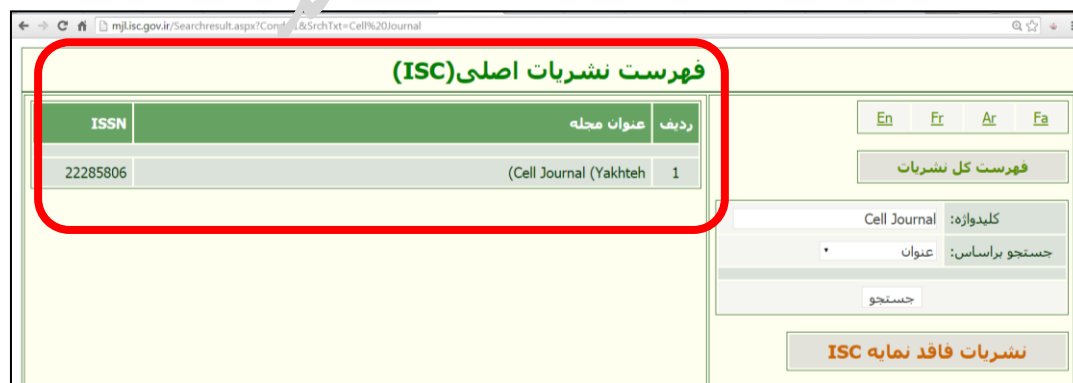 mjl.isc.gov.ir/Searchresult.aspx?Con &SrchTxt=Cell%20Journal
فهرست نشریات اصلی(ISC)
ردیف عنوان مجله ISSN
1 Cell Journal (Yakhteh) 22285806
En Fr Ar Fa
فهرست کل نشریات
کلیدواژه: Cell Journal
جستجو براساس: عنوان
جستجو
نشریات فاقد نمایه ISC